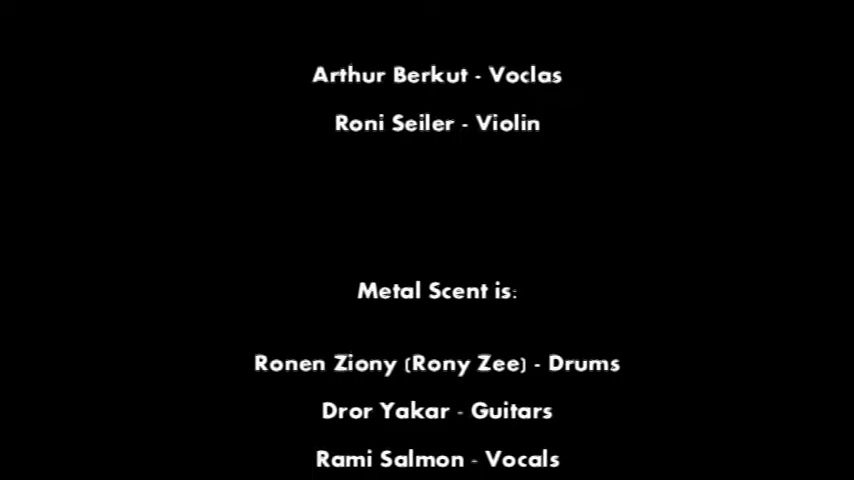 Arthur Berkut - Voclas
Roni Seiler - Violin
Metal Scent is:
Ronen Ziony (Rony Zee) - Drums
Dror Yakar - Guitars
Rami Salmon - Vocals